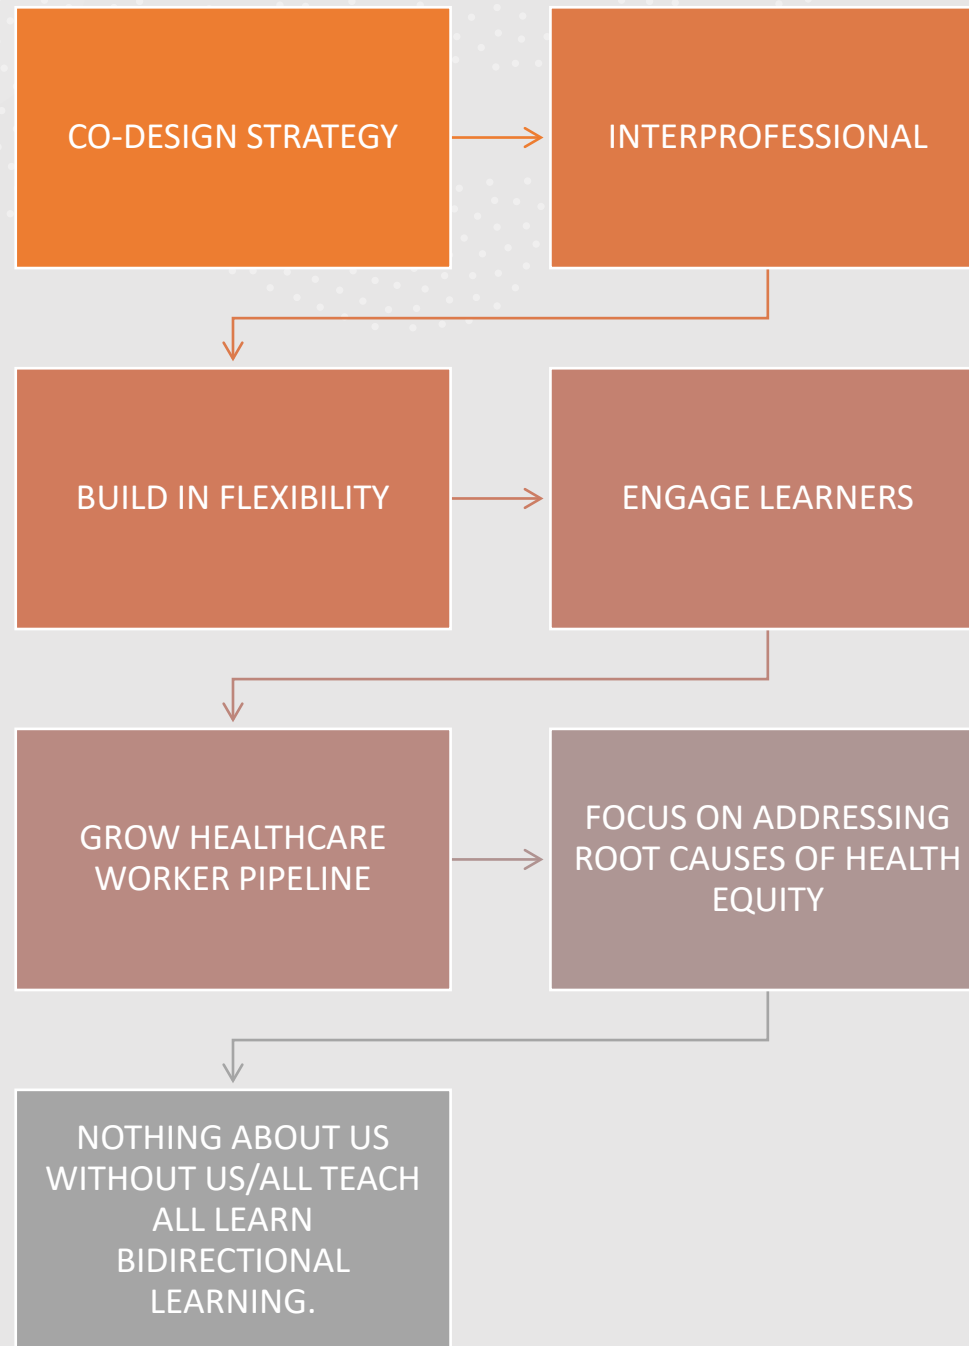 CO-DESIGN STRATEGY
INTERPROFESSIONAL
BUILD IN FLEXIBILITY
ENGAGE LEARNERS
GROW HEALTHCARE
WORKER PIPELINE
FOCUS ON ADDRESSING
ROOT CAUSES OF HEALTH
EQUITY
NOTHING ABOUT US
WITHOUT US/ALL TEACH
ALL LEARN
BIDIRECTIONAL
LEARNING.